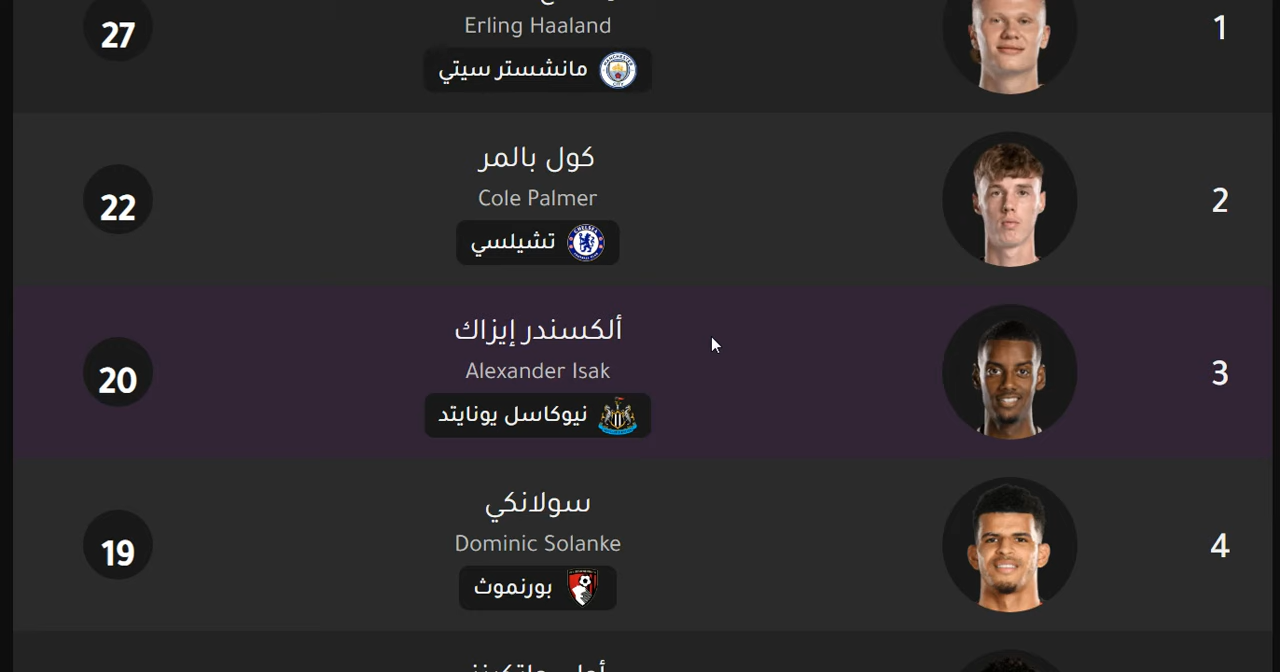 1
Erling Haaland
مانشستر سيتي
27
2
كول بالمر
Cole Palmer
تشيلسي
22
3
ألكسندر إيزاك
Alexander Isak
نيوكاسل يونايتد
20
4
سولانكي
Dominic Solanke
بورنموث
19